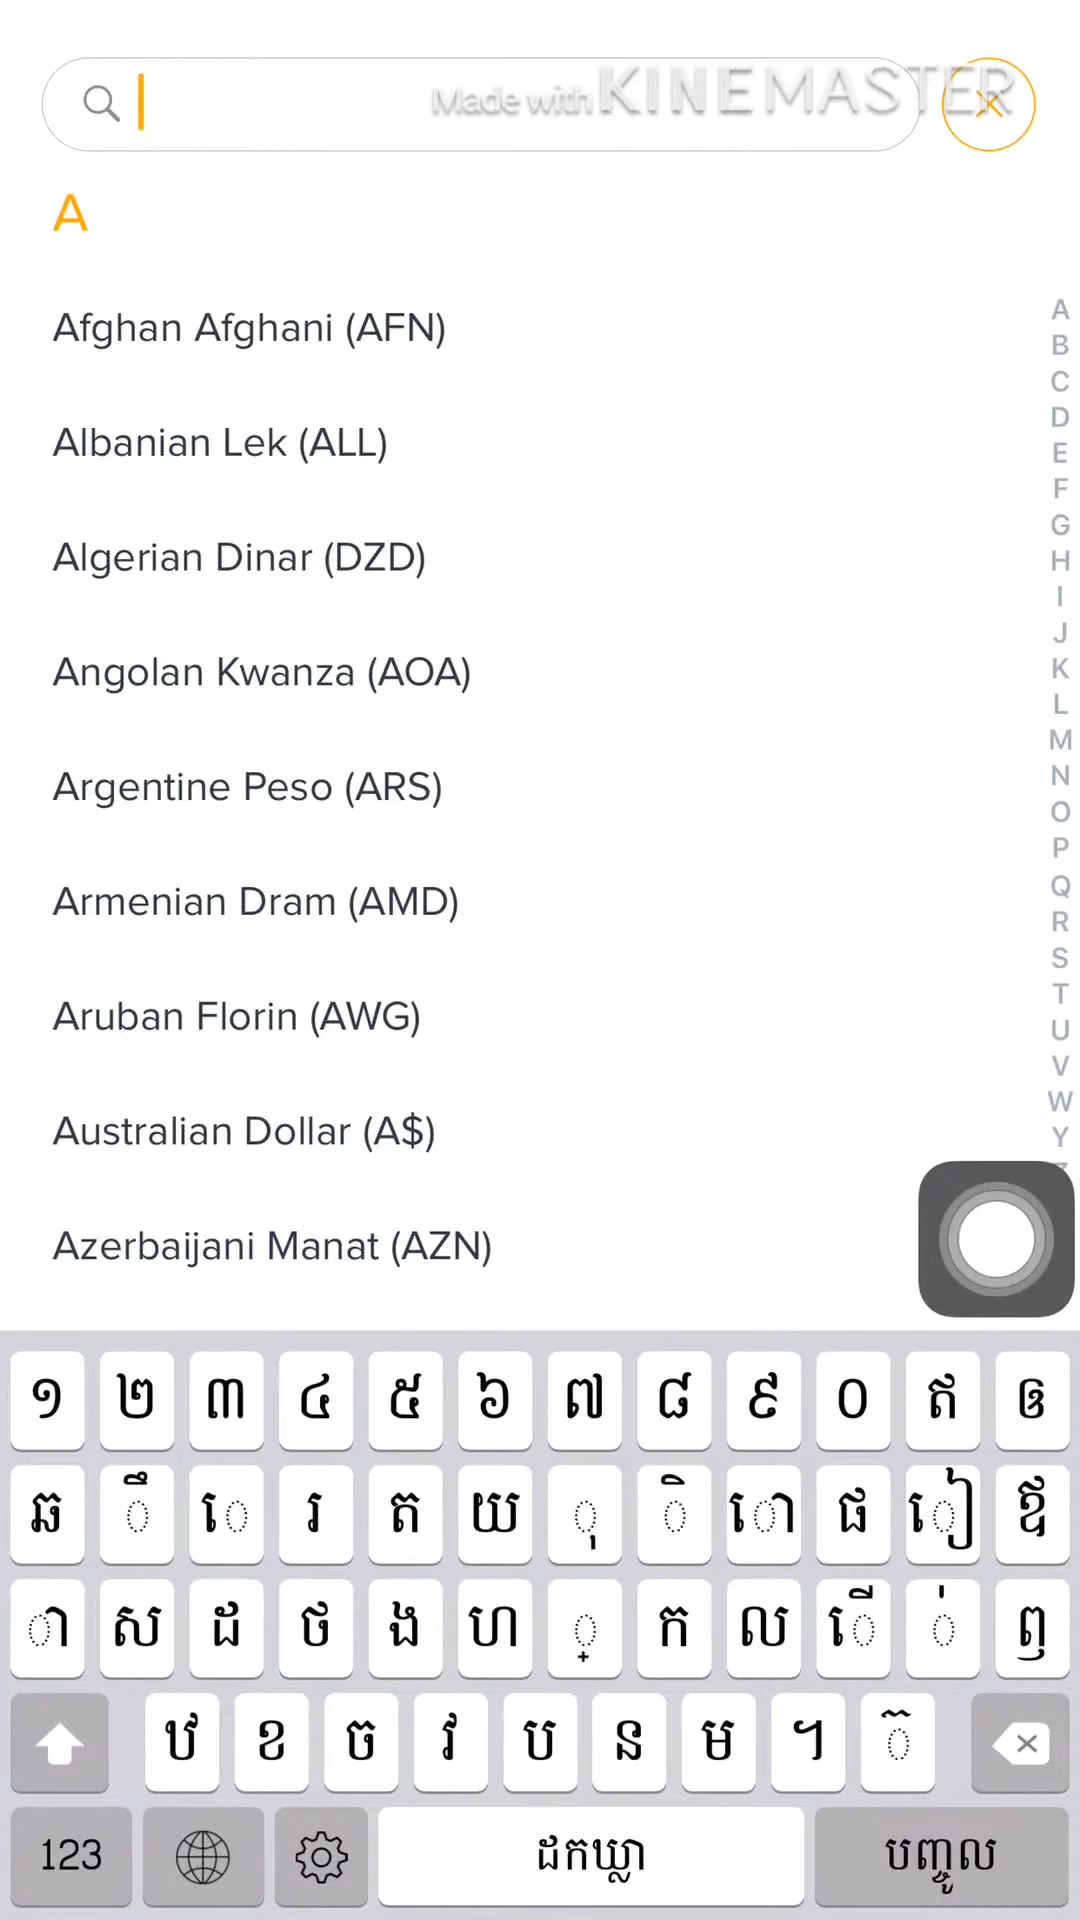 Made with KINEMASTER
A
Afghan Afghani (AFN)
Albanian Lek (ALL)
Algerian Dinar (DZD)
Angolan Kwanza (AOA)
Argentine Peso (ARS)
Armenian Dram (AMD)
Aruban Florin (AWG)
Australian Dollar (A$)
Azerbaijani Manat (AZN)
A
B
C
D
E
F
G
H
I
J
K
L
M
N
O
P
Q
R
S
T
U
V
W
Y
១ ២ ៣ ៤ ៥ ៦ ៧ ៨ ៩ ០ ឥ ឲ
ឆ ឹ េ រ ត យ ុ ិ ោ ផ ៀ ឪ
ា ស ដ ថ ង ហ ្ ក ល ើ ់ ឮ
ឋ ខ ច វ ប ន ម ។ ៊
123 ដកឃ្លា បញ្ចូល